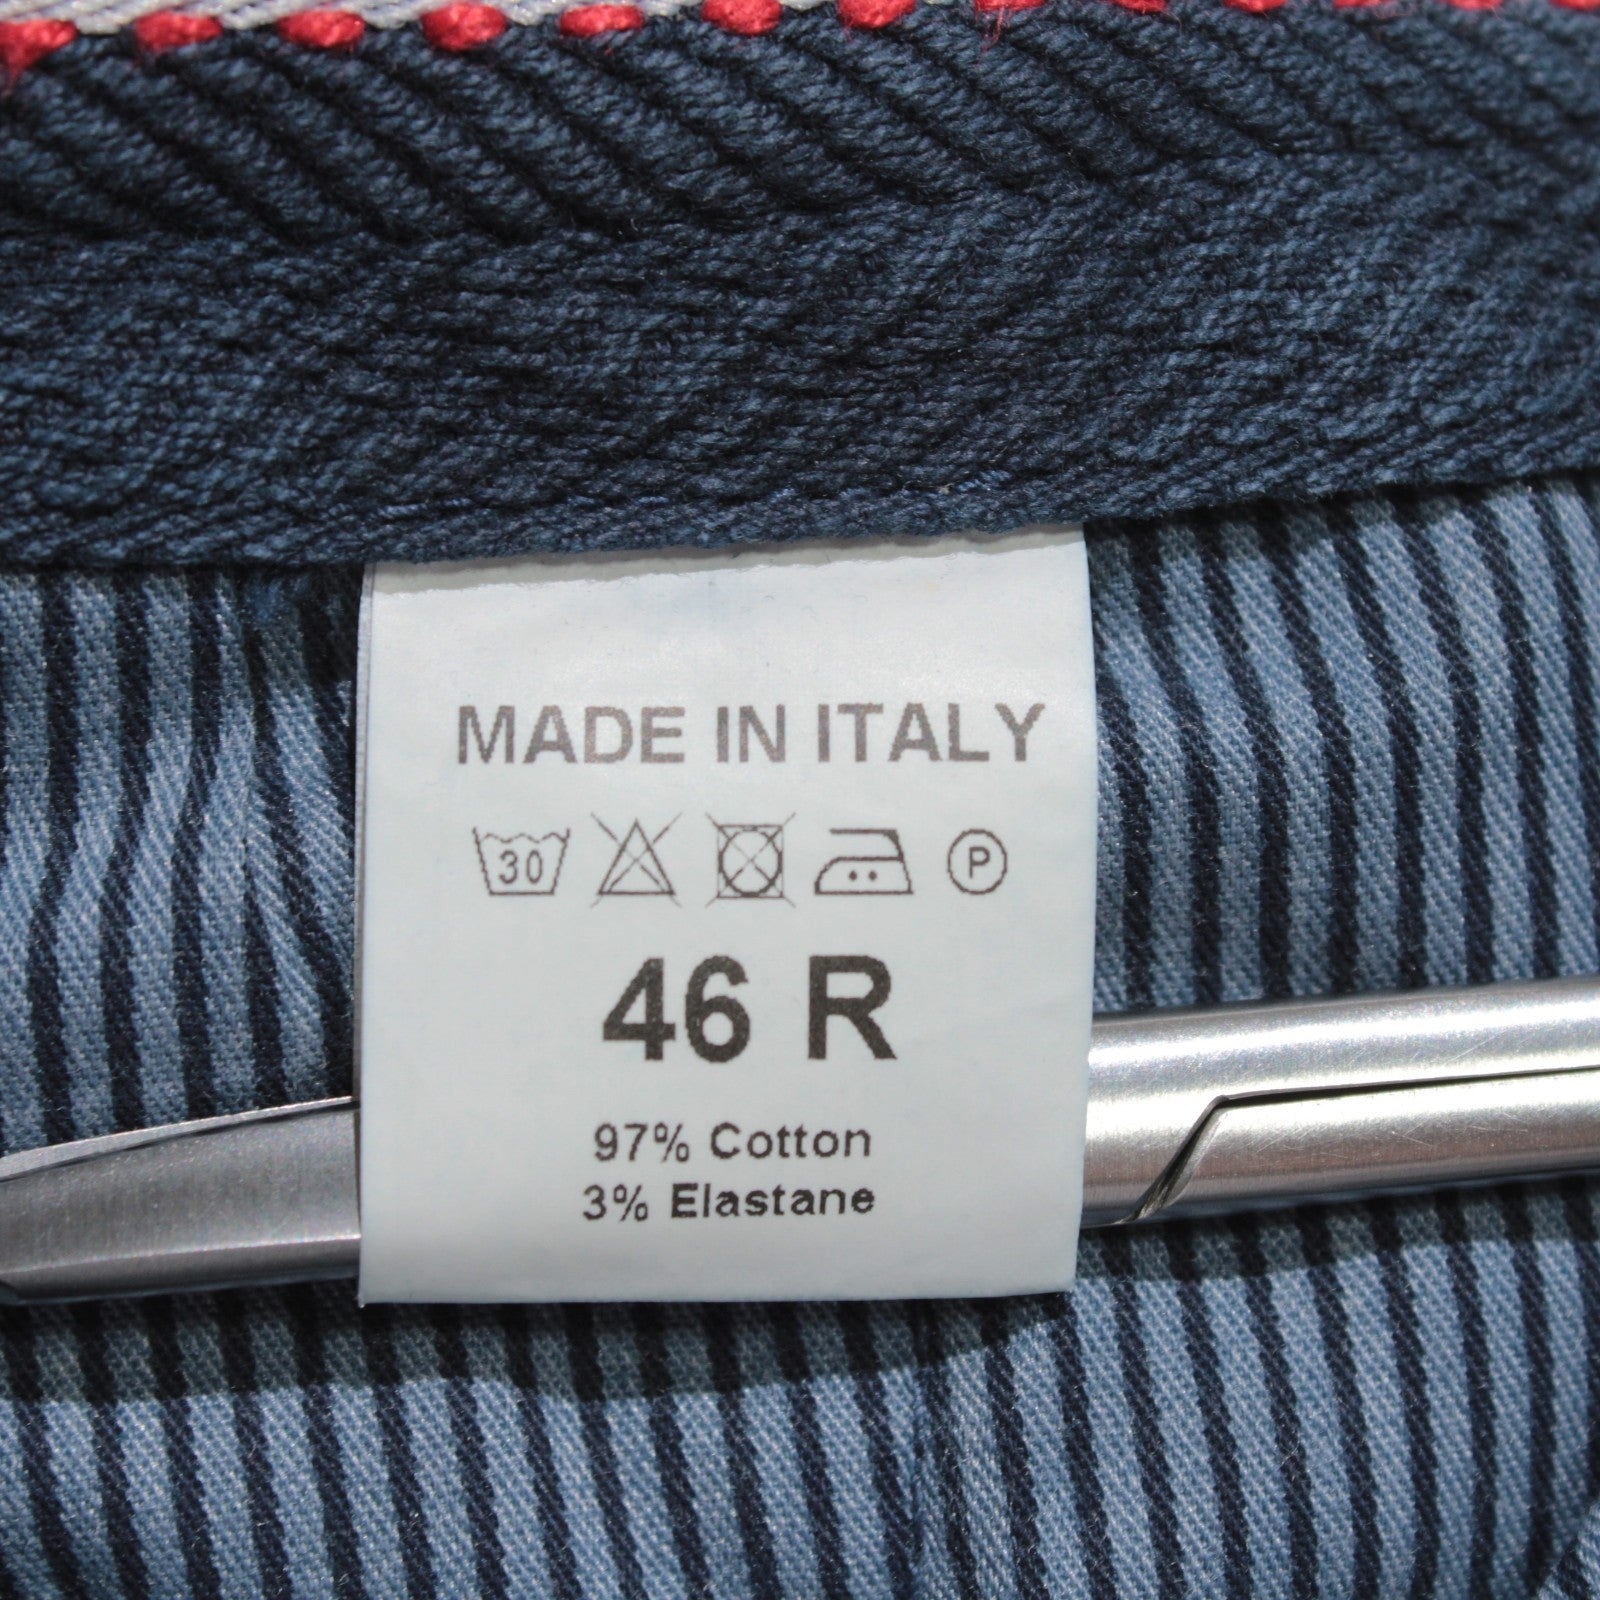 MADE IN ITALY
30 P
46 R
97% Cotton
3% Elastane